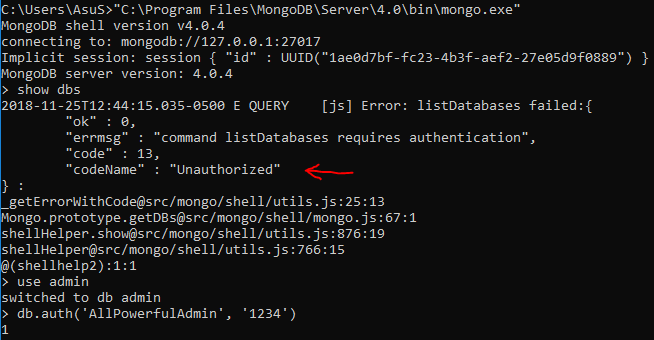 C:\Users\AsuS>"C:\Program Files\MongoDB\Server\4.0\bin\mongo.exe"
MongoDB shell version v4.0.4
connecting to: mongodb://127.0.0.1:27017
Implicit session: session { "id" : UUID("1ae0d7bf-fc23-4b3f-aef2-27e05d9f0889") }
MongoDB server version: 4.0.4
> show dbs
2018-11-25T12:44:15.035-0500 E QUERY    [js] Error: listDatabases failed:{
        "ok" : 0,
        "errmsg" : "command listDatabases requires authentication",
        "code" : 13,
        "codeName" : "Unauthorized"
} :
_getErrorWithCode@src/mongo/shell/utils.js:25:13
Mongo.prototype.getDBs@src/mongo/shell/mongo.js:67:1
shellHelper.show@src/mongo/shell/utils.js:876:19
shellHelper@src/mongo/shell/utils.js:766:15
@(shellhelp2):1:1
> use admin
switched to db admin
> db.auth('AllPowerfulAdmin', '1234')
1